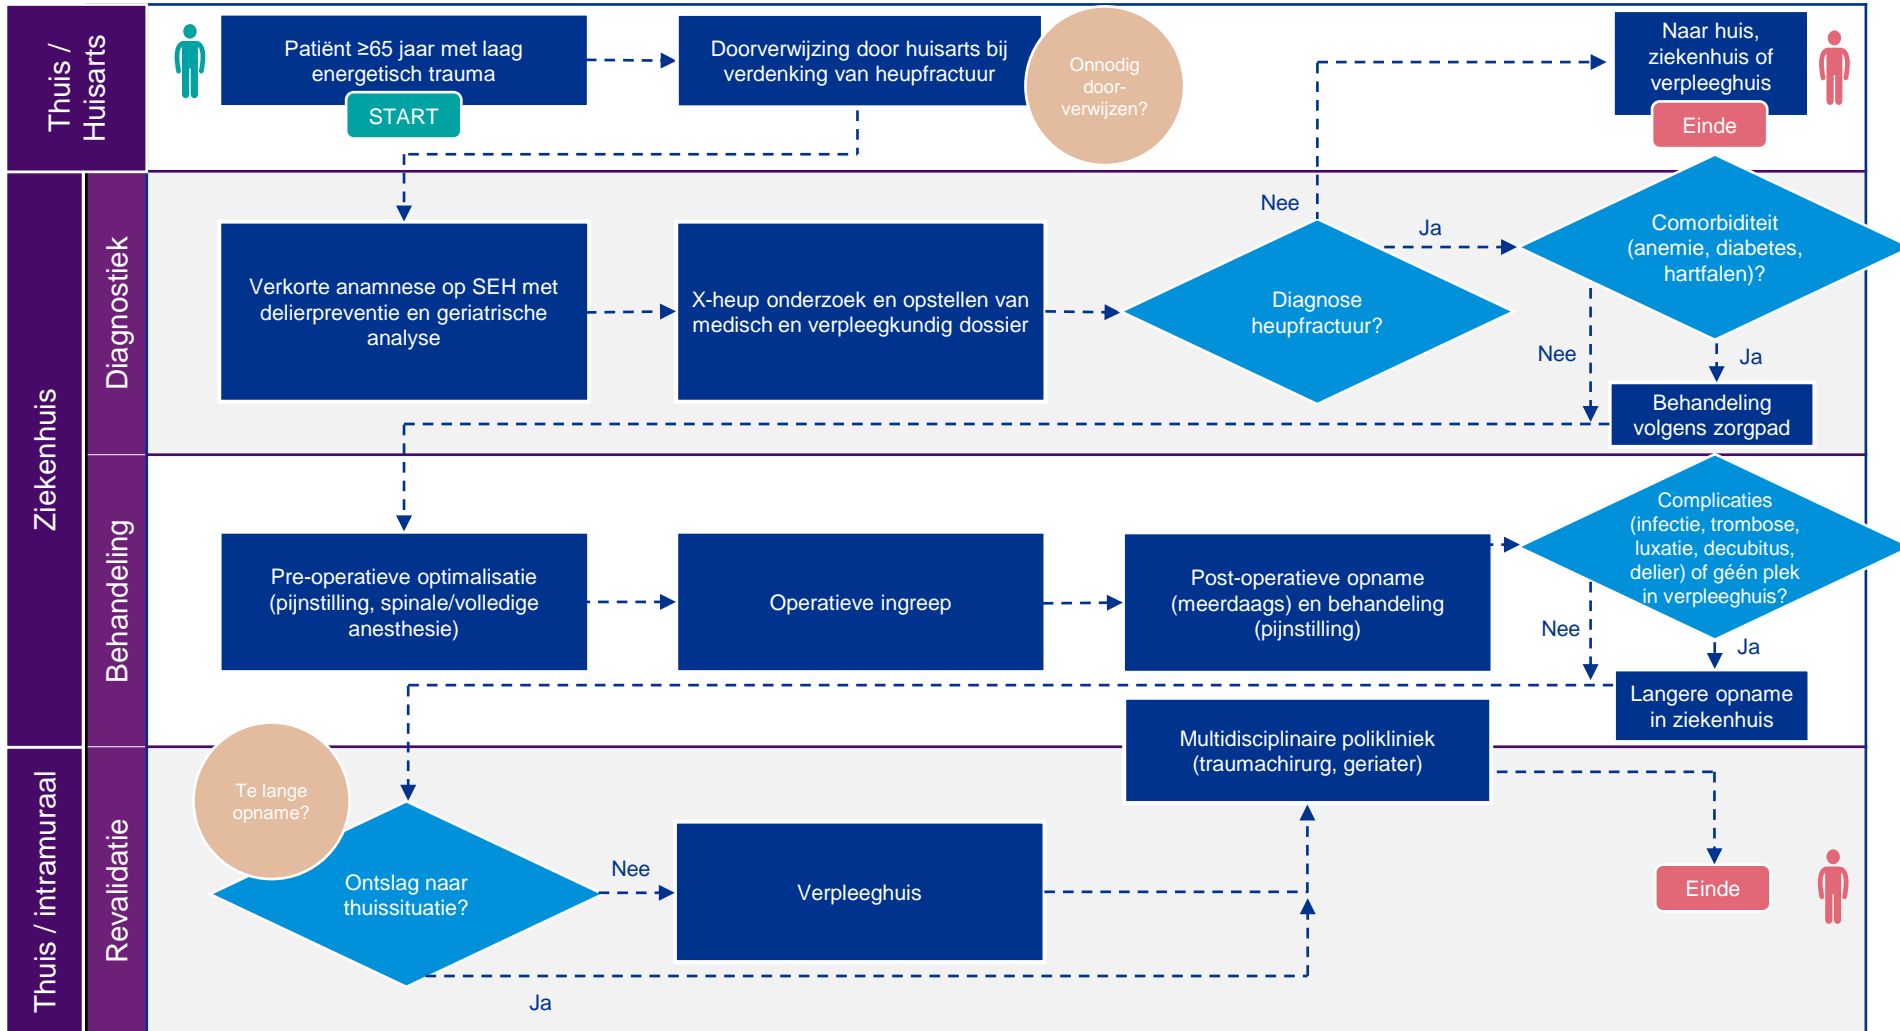 Thuis /
Huisarts
Patiënt ≥65 jaar met laag
energetisch trauma
START
Doorverwijzing door huisarts bij
verdenking van heupfractuur
Onnodig
door-
verwijzen?
Naar huis,
ziekenhuis of
verpleeghuis
Einde
Ziekenhuis
Diagnostiek
Verkorte anamnese op SEH met
delierpreventie en geriatrische
analyse
X-heup onderzoek en opstellen van
medisch en verpleegkundig dossier
Diagnose
heupfractuur?
Nee
Ja
Comorbiditeit
(anemie, diabetes,
hartfalen)?
Nee
Ja
Behandeling
volgens zorgpad
Behandeling
Pre-operatieve optimalisatie
(pijnstilling, spinale/volledige
anesthesie)
Operatieve ingreep
Post-operatieve opname
(meerdaags) en behandeling
(pijnstilling)
Complicaties
(infectie, trombose,
luxatie, decubitus,
delier) of géén plek
in verpleeghuis?
Nee
Ja
Langere opname
in ziekenhuis
Thuis / intramuraal
Revalidatie
Te lange
opname?
Ontslag naar
thuissituatie?
Nee
Ja
Verpleeghuis
Multidisciplinaire polikliniek
(traumachirurg, geriater)
Einde